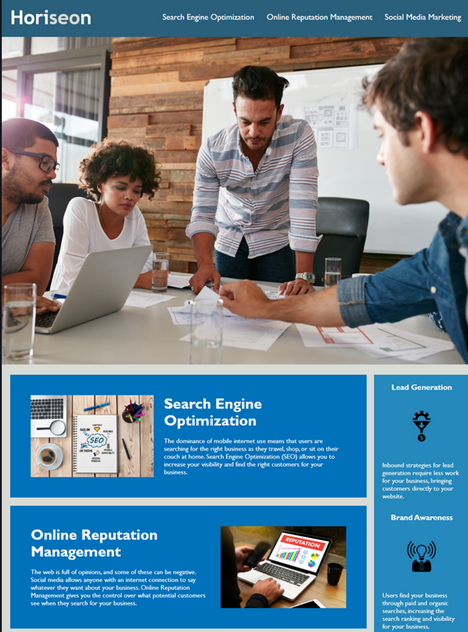 Horiseon
Search Engine Optimization Online Reputation Management Social Media Marketing
Search Engine
Optimization
The dominance of mobile internet use means that users are
searching for the right business as they travel, shop, or sit on their
couch at home. Search Engine Optimization (SEO) allows you to
increase your visibility and find the right customers for your
business.
SEO
Online Reputation
Management
The web is full of opinions, and some of these can be negative.
Social media allows anyone with an internet connection to say
whatever they want about your business. Online Reputation
Management gives you the control over what potential customers
see when they search for your business.
REPUTATION
Lead Generation
Inbound strategies for lead
generation require less work
for your business, bringing
customers directly to your
website.
Brand Awareness
Users find your business
through paid and organic
searches, increasing the
search ranking and visibility
for your business.